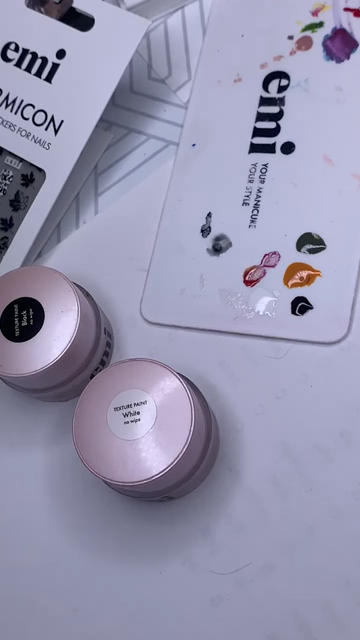 emi
RMICON
KERS FOR NAILS
emi
YOUR MANICURE
YOUR STYLE
TEXTURE PAINT
Black
no wipe
TEXTURE PAINT
White
no wipe